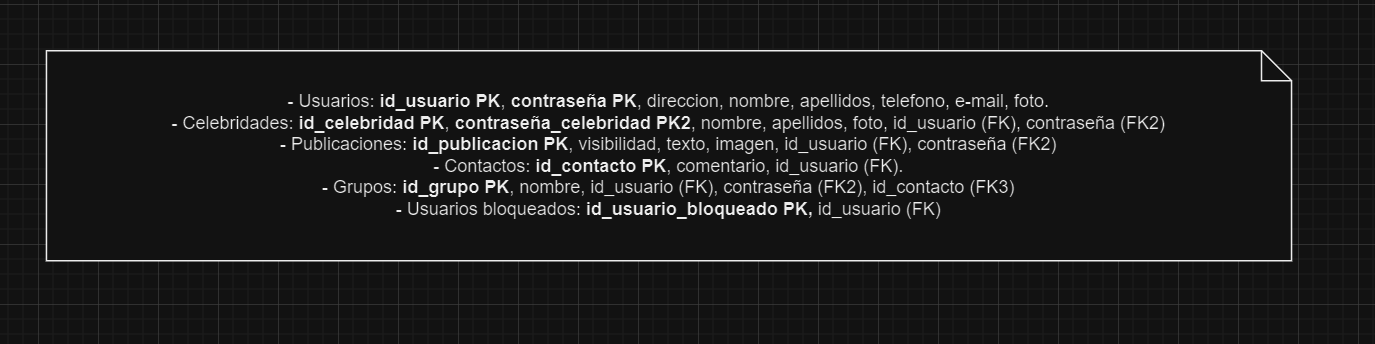 - Usuarios: id_usuario PK, contraseña PK, direccion, nombre, apellidos, telefono, e-mail, foto.
- Celebridades: id_celebridad PK, contraseña_celebridad PK2, nombre, apellidos, foto, id_usuario (FK), contraseña (FK2)
- Publicaciones: id_publicacion PK, visibilidad, texto, imagen, id_usuario (FK), contraseña (FK2)
- Contactos: id_contacto PK, comentario, id_usuario (FK).
- Grupos: id_grupo PK, nombre, id_usuario (FK), contraseña (FK2), id_contacto (FK3)
- Usuarios bloqueados: id_usuario_bloqueado PK, id_usuario (FK)